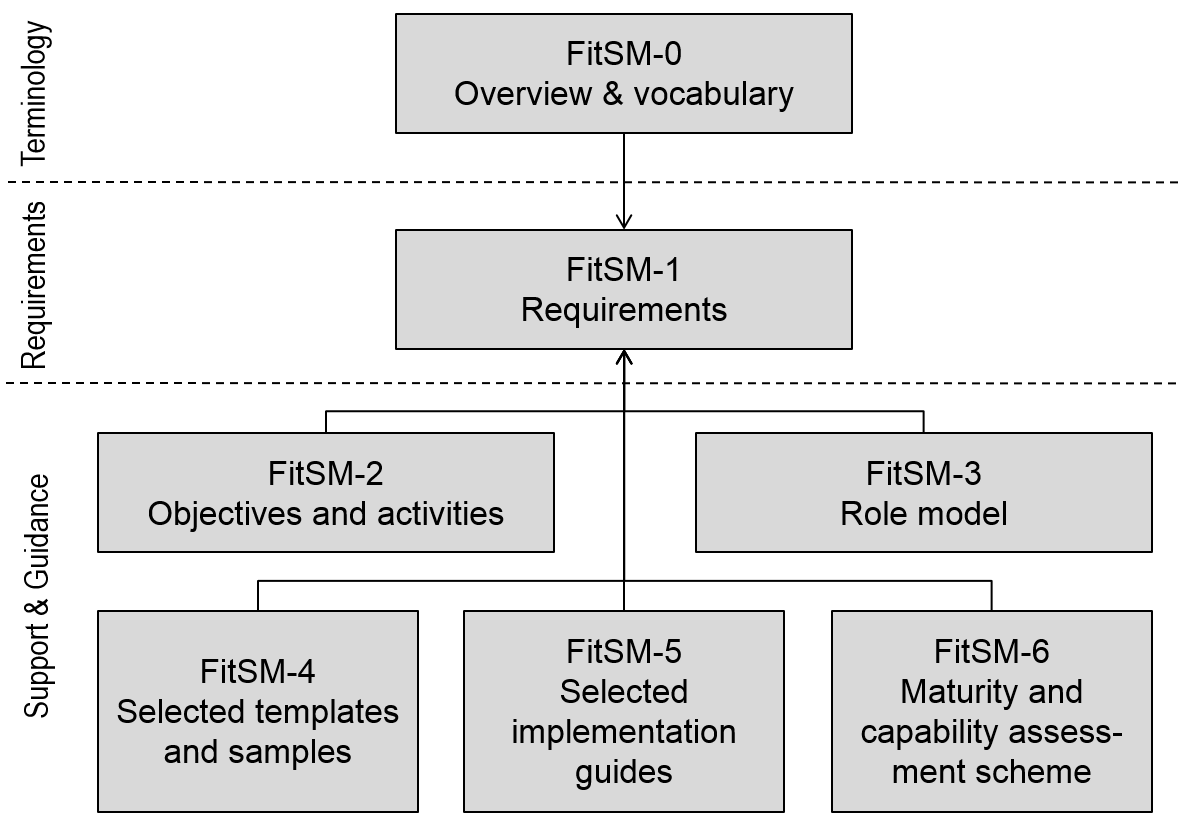 Terminology
FitSM-0
Overview & vocabulary
Requirements
FitSM-1
Requirements
Support & Guidance
FitSM-2
Objectives and activities
FitSM-3
Role model
FitSM-4
Selected templates
and samples
FitSM-5
Selected
implementation
guides
FitSM-6
Maturity and
capability assess-
ment scheme